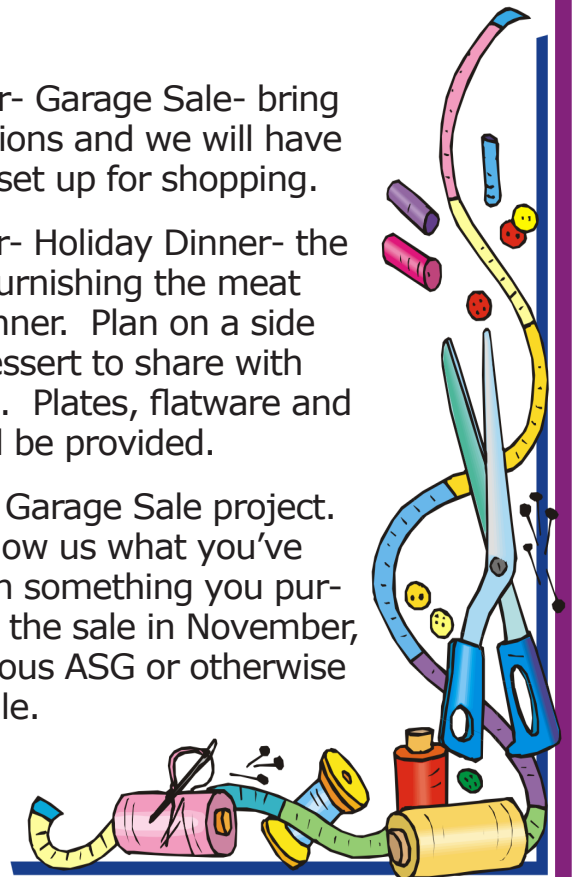 r- Garage Sale- bring
tions and we will have
set up for shopping.
r- Holiday Dinner- the
urnishing the meat
nner. Plan on a side
essert to share with
. Plates, flatware and
l be provided.
Garage Sale project.
ow us what you've
n something you pur-
the sale in November,
ous ASG or otherwise
le.